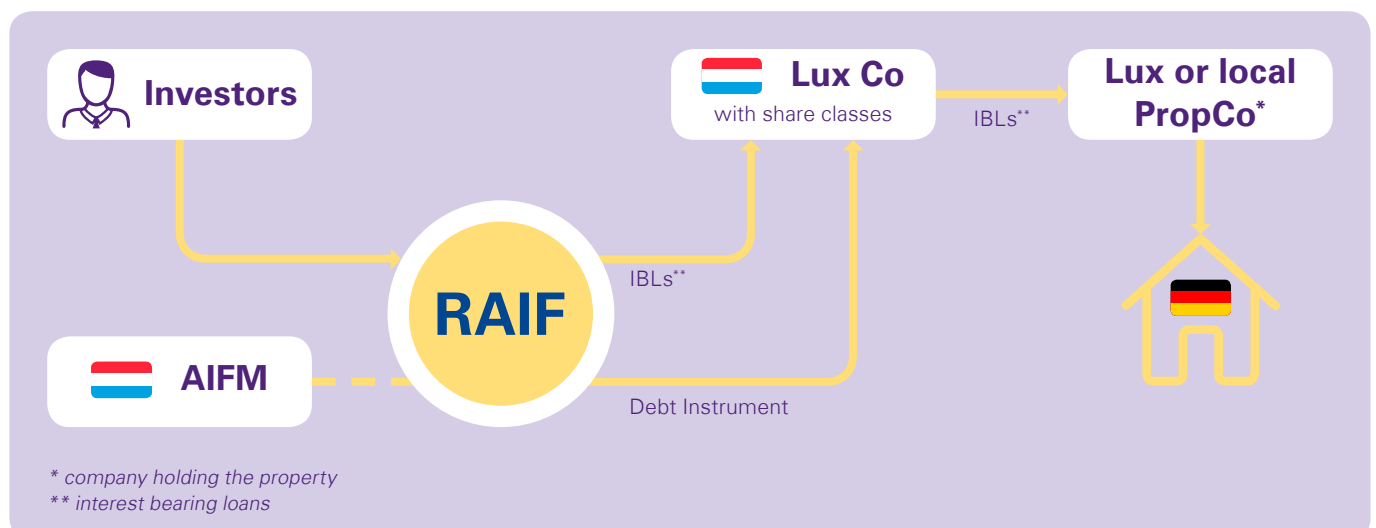 Investors
Lux Co
with share classes
IBLs**
Lux or local
PropCo*
RAIF
IBLs**
AIFM
Debt Instrument
* company holding the property
** interest bearing loans